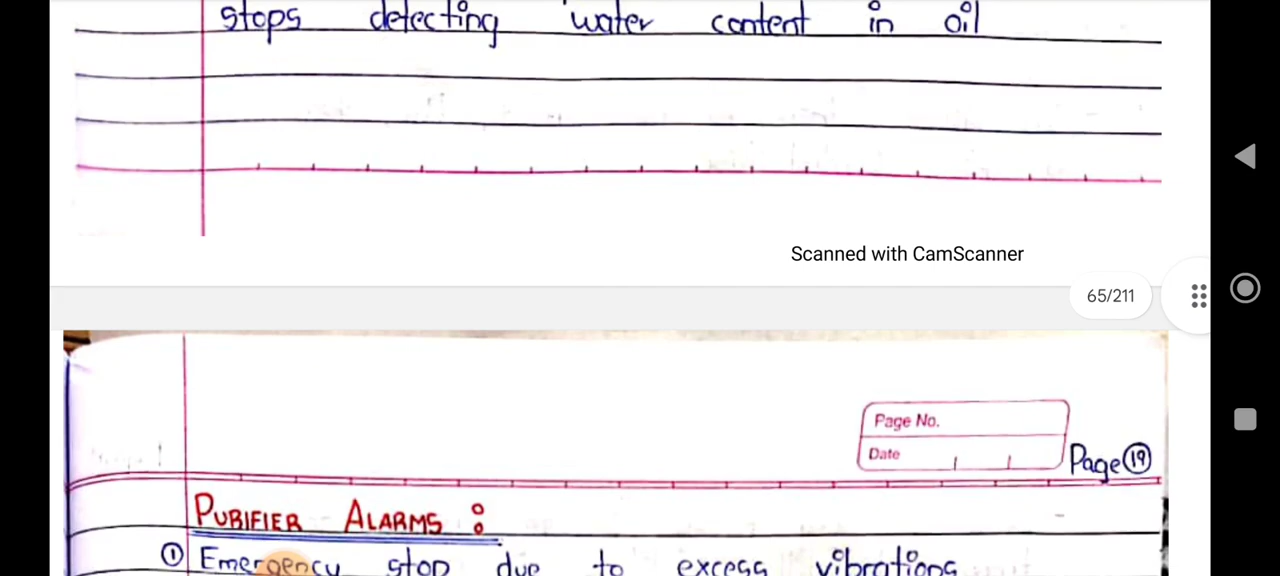 stops detecting water content in oil
Scanned with CamScanner
65/211
Page No.
Date
Page 19
PURIFIER ALARMS :
① Emergency stop due to excess vibrations